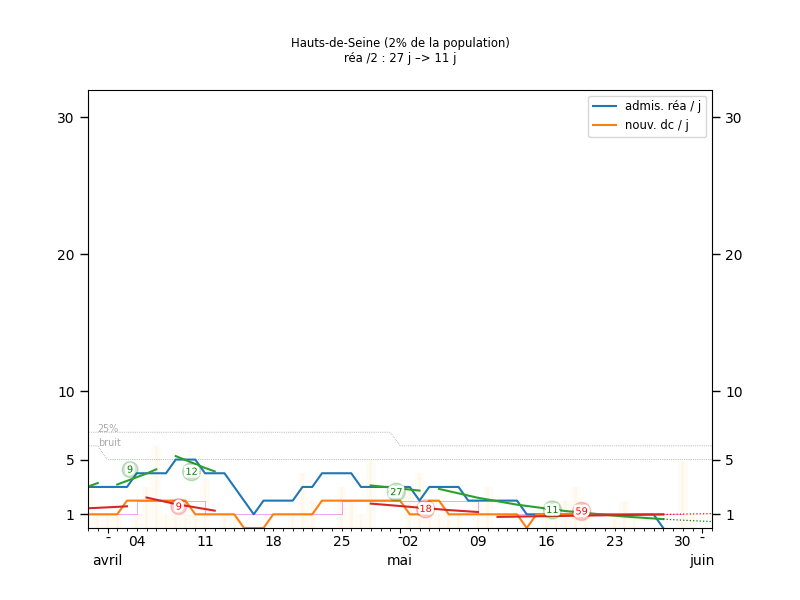 Hauts-de-Seine (2% de la population)
réa /2 : 27 j –> 11 j
admis. réa / j
nouv. dc / j
30 30
20 20
10 10
25%
bruit
5 5
1 1
9 12 9 27 18 11 59
- 04 11 18 25 - 02 09 16 23 30 -
avril mai juin